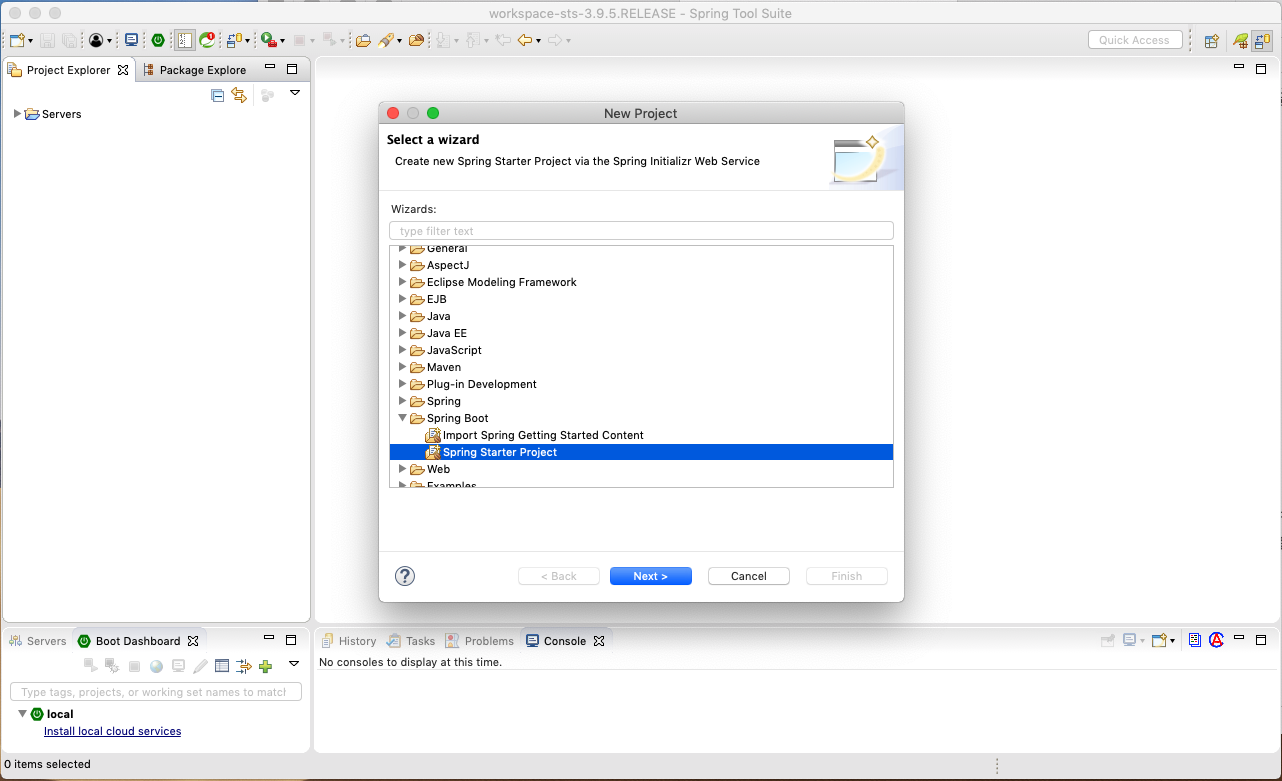 workspace-sts-3.9.5.RELEASE - Spring Tool Suite
Quick Access
Project Explorer
Package Explore
Servers
New Project
Select a wizard
Create new Spring Starter Project via the Spring Initializr Web Service
Wizards:
type filter text
General
AspectJ
Eclipse Modeling Framework
EJB
Java
Java EE
JavaScript
Maven
Plug-in Development
Spring
Spring Boot
Import Spring Getting Started Content
Spring Starter Project
Web
Examples
?
< Back
Next >
Cancel
Finish
Servers
Boot Dashboard
Type tags, projects, or working set names to match
local
Install local cloud services
History
Tasks
Problems
Console
No consoles to display at this time.
0 items selected